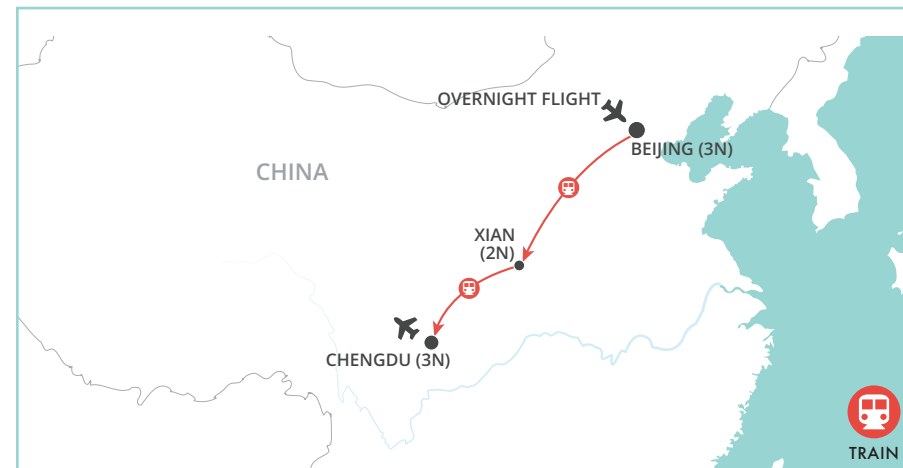 OVERNIGHT FLIGHT
BEIJING (3N)
CHINA
XIAN
(2N)
CHENGDU (3N)
TRAIN